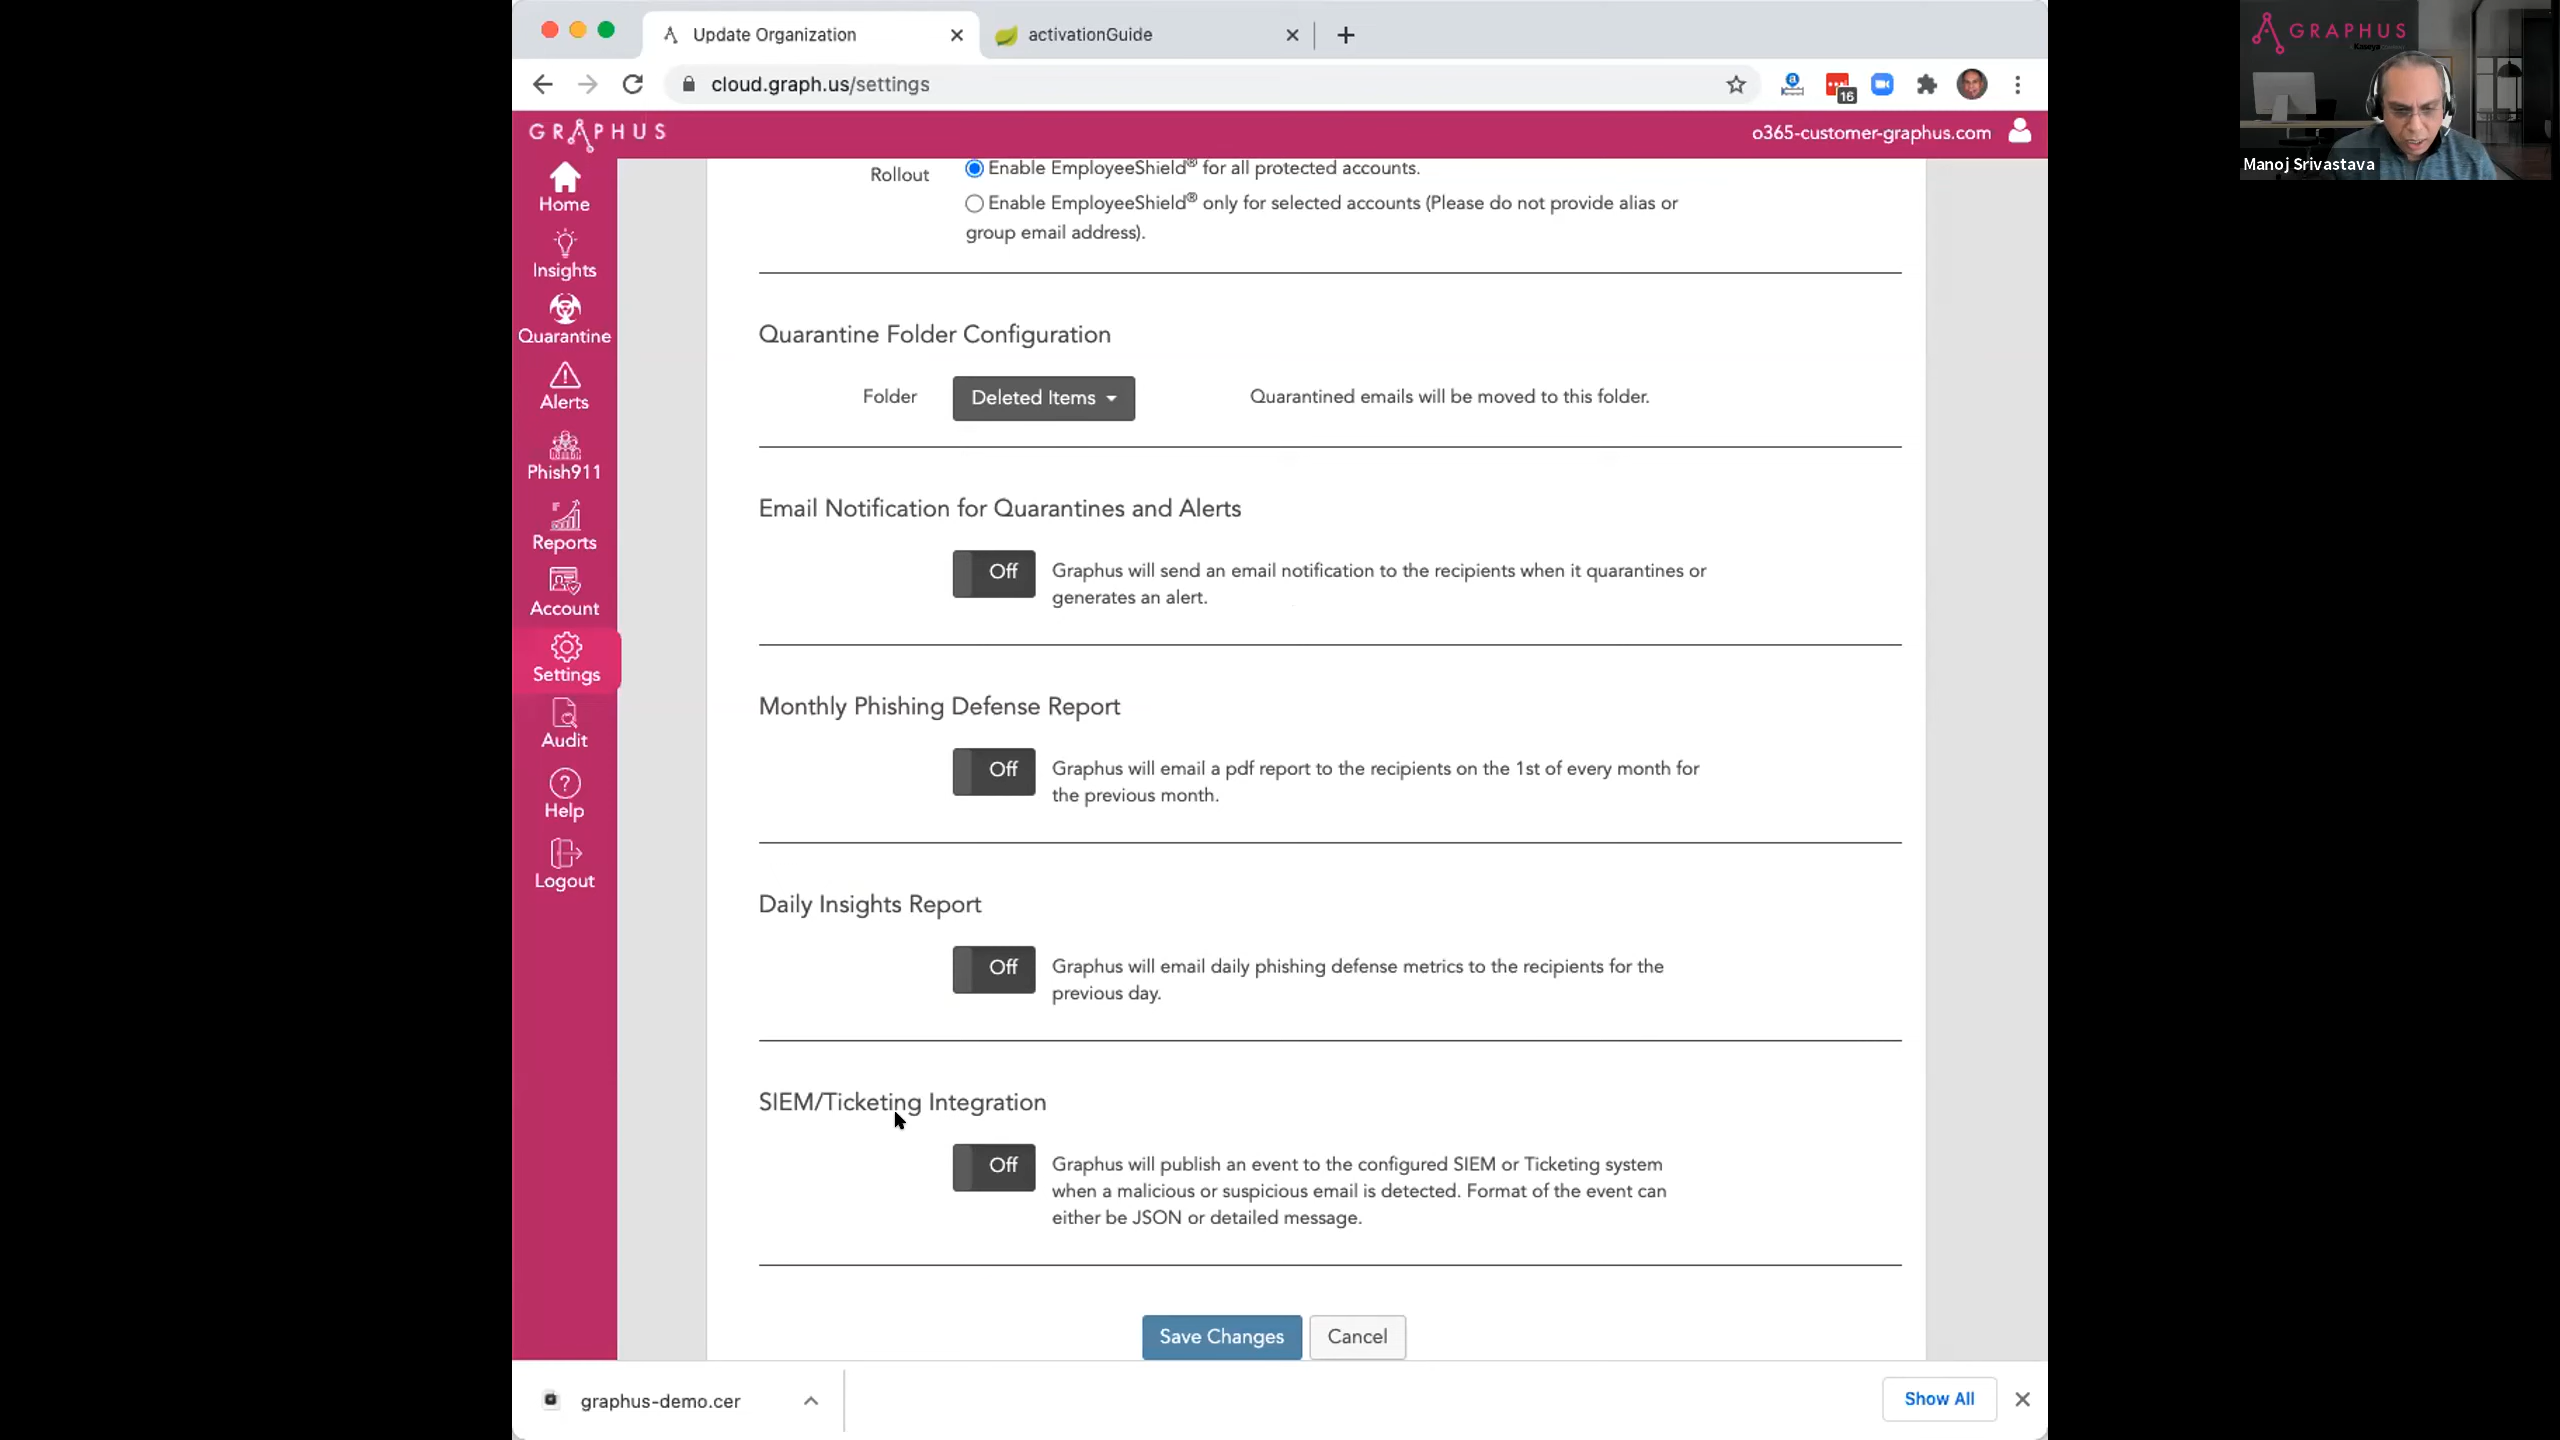 Update Organization
activationGuide
cloud.graph.us/settings
16
GRAPHUS
o365-customer-graphus.com
GRAPHUS
Manoj Srivastava
Home
Insights
Quarantine
Alerts
Phish911
Reports
Account
Settings
Audit
Help
Logout
Rollout
Enable EmployeeShield® for all protected accounts.
Enable EmployeeShield® only for selected accounts (Please do not provide alias or
group email address).
Quarantine Folder Configuration
Folder
Deleted Items
Quarantined emails will be moved to this folder.
Email Notification for Quarantines and Alerts
Off
Graphus will send an email notification to the recipients when it quarantines or
generates an alert.
Monthly Phishing Defense Report
Off
Graphus will email a pdf report to the recipients on the 1st of every month for
the previous month.
Daily Insights Report
Off
Graphus will email daily phishing defense metrics to the recipients for the
previous day.
SIEM/Ticketing Integration
Off
Graphus will publish an event to the configured SIEM or Ticketing system
when a malicious or suspicious email is detected. Format of the event can
either be JSON or detailed message.
Save Changes
Cancel
graphus-demo.cer
Show All